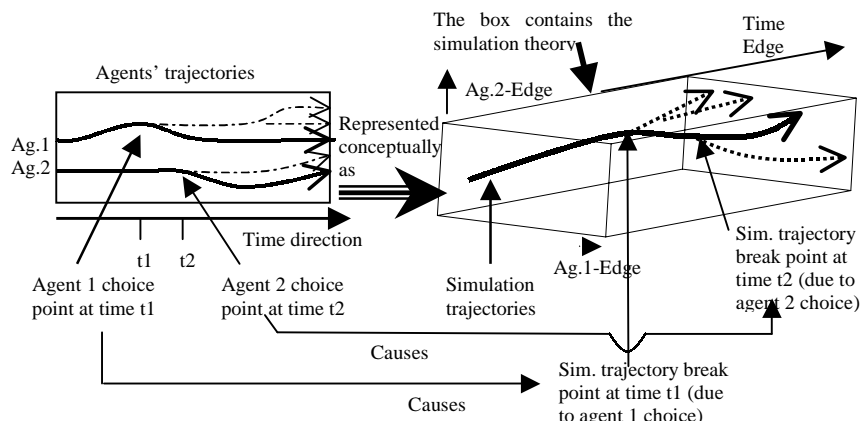 The box contains the
simulation theory
Time
Edge
Agents' trajectories
Ag.2-Edge
Ag.1
Ag.2
Represented
conceptually
as
Time direction
t1
t2
Ag.1-Edge
Agent 1 choice
point at time t1
Agent 2 choice
point at time t2
Simulation
trajectories
Sim. trajectory
break point at
time t2 (due to
agent 2 choice)
Causes
Sim. trajectory break
point at time t1 (due
to agent 1 choice)
Causes